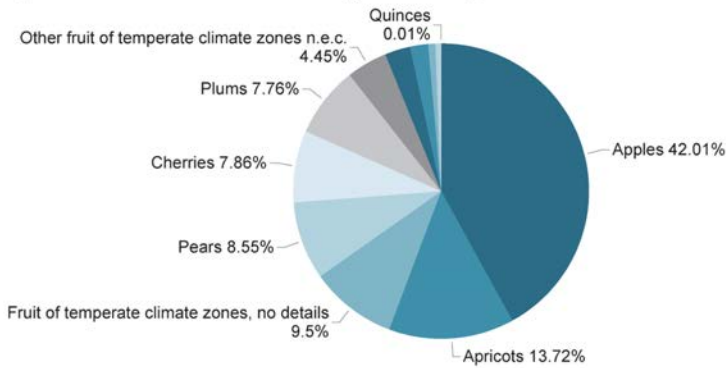 Quinces
0.01%
Other fruit of temperate climate zones n.e.c.
4.45%
Plums 7.76%
Apples 42.01%
Cherries 7.86%
Pears 8.55%
Fruit of temperate climate zones, no details
9.5%
Apricots 13.72%